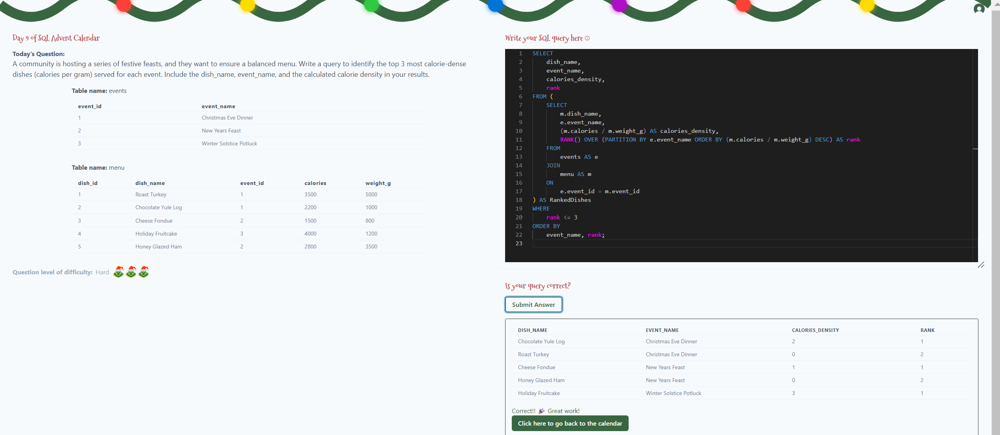 Day 9 of SQL Advent Calendar
Today's Question:
A community is hosting a series of festive feasts, and they want to ensure a balanced menu. Write a query to identify the top 3 most calorie-dense
dishes (calories per gram) served for each event. Include the dish_name, event_name, and the calculated calorie density in your results.
Table name: events
event_id event_name
1 Christmas Eve Dinner
2 New Years Feast
3 Winter Solstice Potluck
Table name: menu
dish_id dish_name event_id calories weight_g
1 Roast Turkey 1 3500 5000
2 Chocolate Yule Log 1 2200 1000
3 Cheese Fondue 2 1500 800
4 Holiday Fruitcake 3 4000 1200
5 Honey Glazed Ham 2 2800 3500
Question level of difficulty: Hard
Write your SQL query here
1 SELECT
2 dish_name,
3 event_name,
4 calories_density,
5 rank
6 FROM (
7 SELECT
8 m.dish_name,
9 e.event_name,
10 (m.calories / m.weight_g) AS calories_density,
11 RANK() OVER (PARTITION BY e.event_name ORDER BY (m.calories / m.weight_g) DESC) AS rank
12 FROM
13 events AS e
14 JOIN
15 menu AS m
16 ON
17 e.event_id = m.event_id
18 ) AS RankedDishes
19 WHERE
20 rank <= 3
21 ORDER BY
22 event_name, rank;
23
Is your query correct?
Submit Answer
DISH_NAME EVENT_NAME CALORIES_DENSITY RANK
Chocolate Yule Log Christmas Eve Dinner 2 1
Roast Turkey Christmas Eve Dinner 0 2
Cheese Fondue New Years Feast 1 1
Honey Glazed Ham New Years Feast 0 2
Holiday Fruitcake Winter Solstice Potluck 3 1
Correct!! 🎉 Great work!
Click here to go back to the calendar